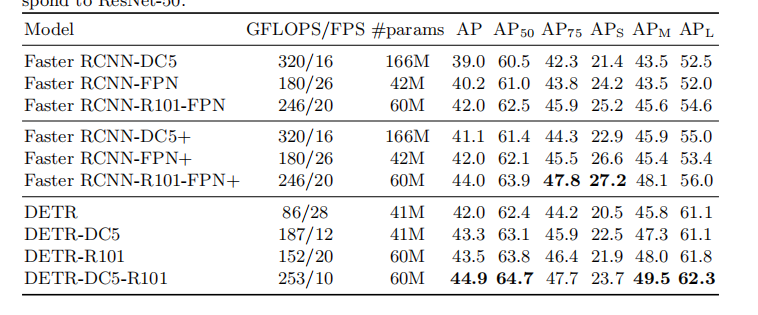 spond to ResNet-50.
Model GFLOPS/FPS #params AP AP50 AP75 APS APM APL
Faster RCNN-DC5 320/16 166M 39.0 60.5 42.3 21.4 43.5 52.5
Faster RCNN-FPN 180/26 42M 40.2 61.0 43.8 24.2 43.5 52.0
Faster RCNN-R101-FPN 246/20 60M 42.0 62.5 45.9 25.2 45.6 54.6
Faster RCNN-DC5+ 320/16 166M 41.1 61.4 44.3 22.9 45.9 55.0
Faster RCNN-FPN+ 180/26 42M 42.0 62.1 45.5 26.6 45.4 53.4
Faster RCNN-R101-FPN+ 246/20 60M 44.0 63.9 47.8 27.2 48.1 56.0
DETR 86/28 41M 42.0 62.4 44.2 20.5 45.8 61.1
DETR-DC5 187/12 41M 43.3 63.1 45.9 22.5 47.3 61.1
DETR-R101 152/20 60M 43.5 63.8 46.4 21.9 48.0 61.8
DETR-DC5-R101 253/10 60M 44.9 64.7 47.7 23.7 49.5 62.3